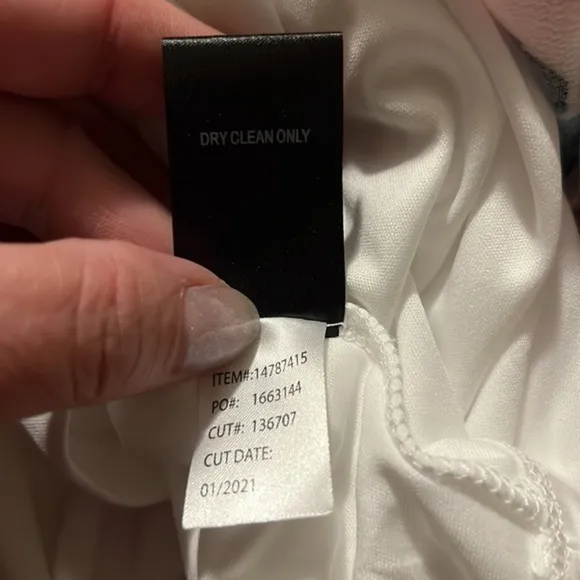 DRY CLEAN ONLY
ITEM#:14787415
PO#: 1663144
CUT#: 136707
CUT DATE:
01/2021